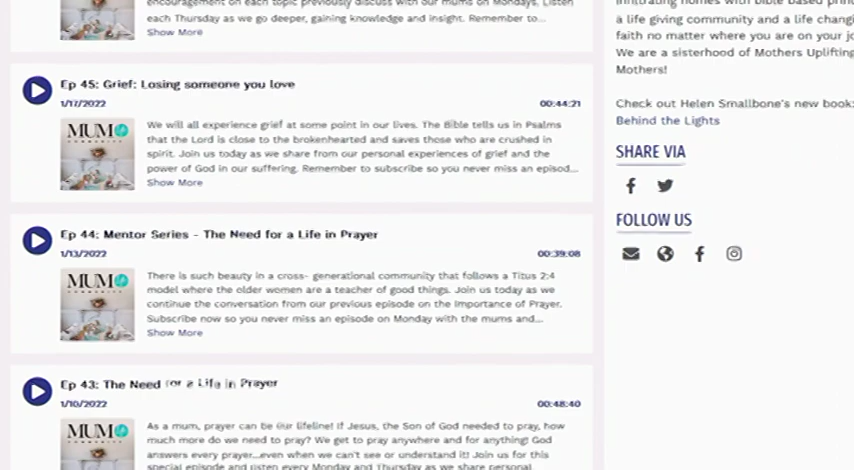 encouragement on each topic previously discuss with our mums on Mondays. Listen
each Thursday as we go deeper, gaining knowledge and insight. Remember to...
Show More
Ep 45: Grief: Losing someone you love
1/17/2022
00:44:21
MUM
COMMUNITY
We will all experience grief at some point in our lives. The Bible tells us in Psalms
that the Lord is close to the brokenhearted and saves those who are crushed in
spirit. Join us today as we share from our personal experiences of grief and the
power of God in our suffering. Remember to subscribe so you never miss an episod...
Show More
Ep 44: Mentor Series - The Need for a Life in Prayer
1/13/2022
00:39:08
MUM
COMMUNITY
There is such beauty in a cross- generational community that follows a Titus 2:4
model where the older women are a teacher of good things. Join us today as we
continue the conversation from our previous episode on the Importance of Prayer.
Subscribe now so you never miss an episode on Monday with the mums and...
Show More
Ep 43: The Need for a Life in Prayer
1/10/2022
00:48:40
MUM
COMMUNITY
As a mum, prayer can be our lifeline! If Jesus, the Son of God needed to pray, how
much more do we need to pray? We get to pray anywhere and for anything! God
answers every prayer...even when we can't see or understand it! Join us for this
special episode and listen every Monday and Thursday as we share personal
infiltrating homes with bible based prin
a life giving community and a life changi
faith no matter where you are on your jo
We are a sisterhood of Mothers Uplifting
Mothers!
Check out Helen Smallbone's new book:
Behind the Lights
SHARE VIA
FOLLOW US